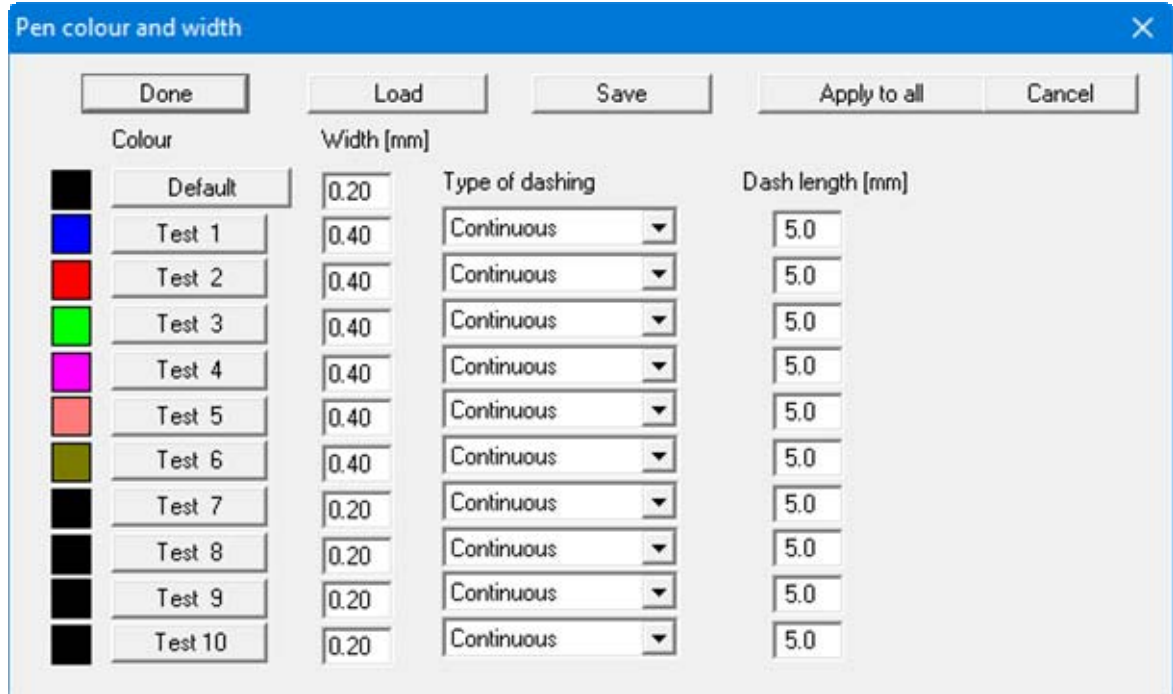 Pen colour and width
Done Load Save Apply to all Cancel
Colour Width [mm]
Default 0.20 Type of dashing Dash length [mm]
Test 1 0.40 Continuous 5.0
Test 2 0.40 Continuous 5.0
Test 3 0.40 Continuous 5.0
Test 4 0.40 Continuous 5.0
Test 5 0.40 Continuous 5.0
Test 6 0.40 Continuous 5.0
Test 7 0.20 Continuous 5.0
Test 8 0.20 Continuous 5.0
Test 9 0.20 Continuous 5.0
Test 10 0.20 Continuous 5.0